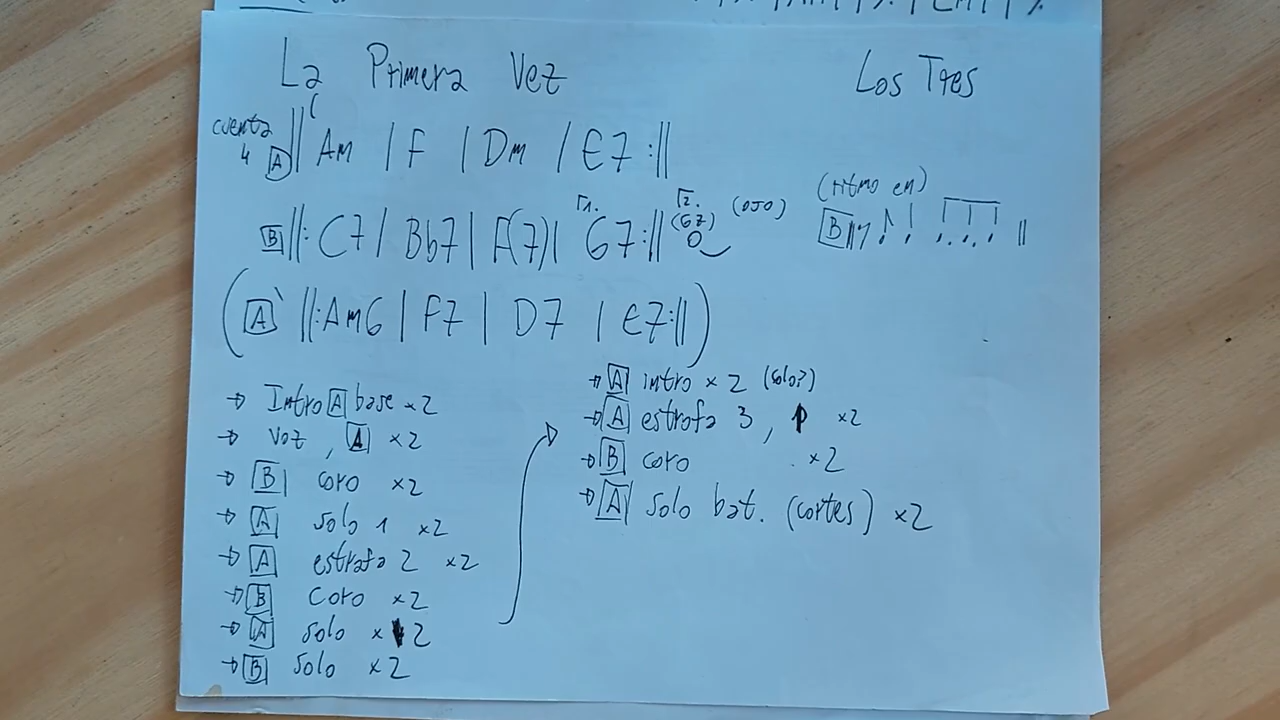 La Primera Vez Los Tres
cuenta
4 [A] || Am | F | Dm | E7 :||
(ritmo en)
[B] ||: C7 | Bb7 | F(7) | 1. G7 :|| 2. (G7) (ojo) [B] ||
([A]' ||: Am6 | F7 | D7 | E7 :||)
→ Intro [A] base x2
→ Voz, [A] x2
→ [B] coro x2
→ [A] solo 1 x2
→ [A] estrofa 2 x2
→ [B] coro x2
→ [A] solo x 2
→ [B] solo x2
→ [A] intro x 2 (solo?)
→ [A] estrofa 3, x2
→ [B] coro x2
→ [A] solo bat. (cortes) x2